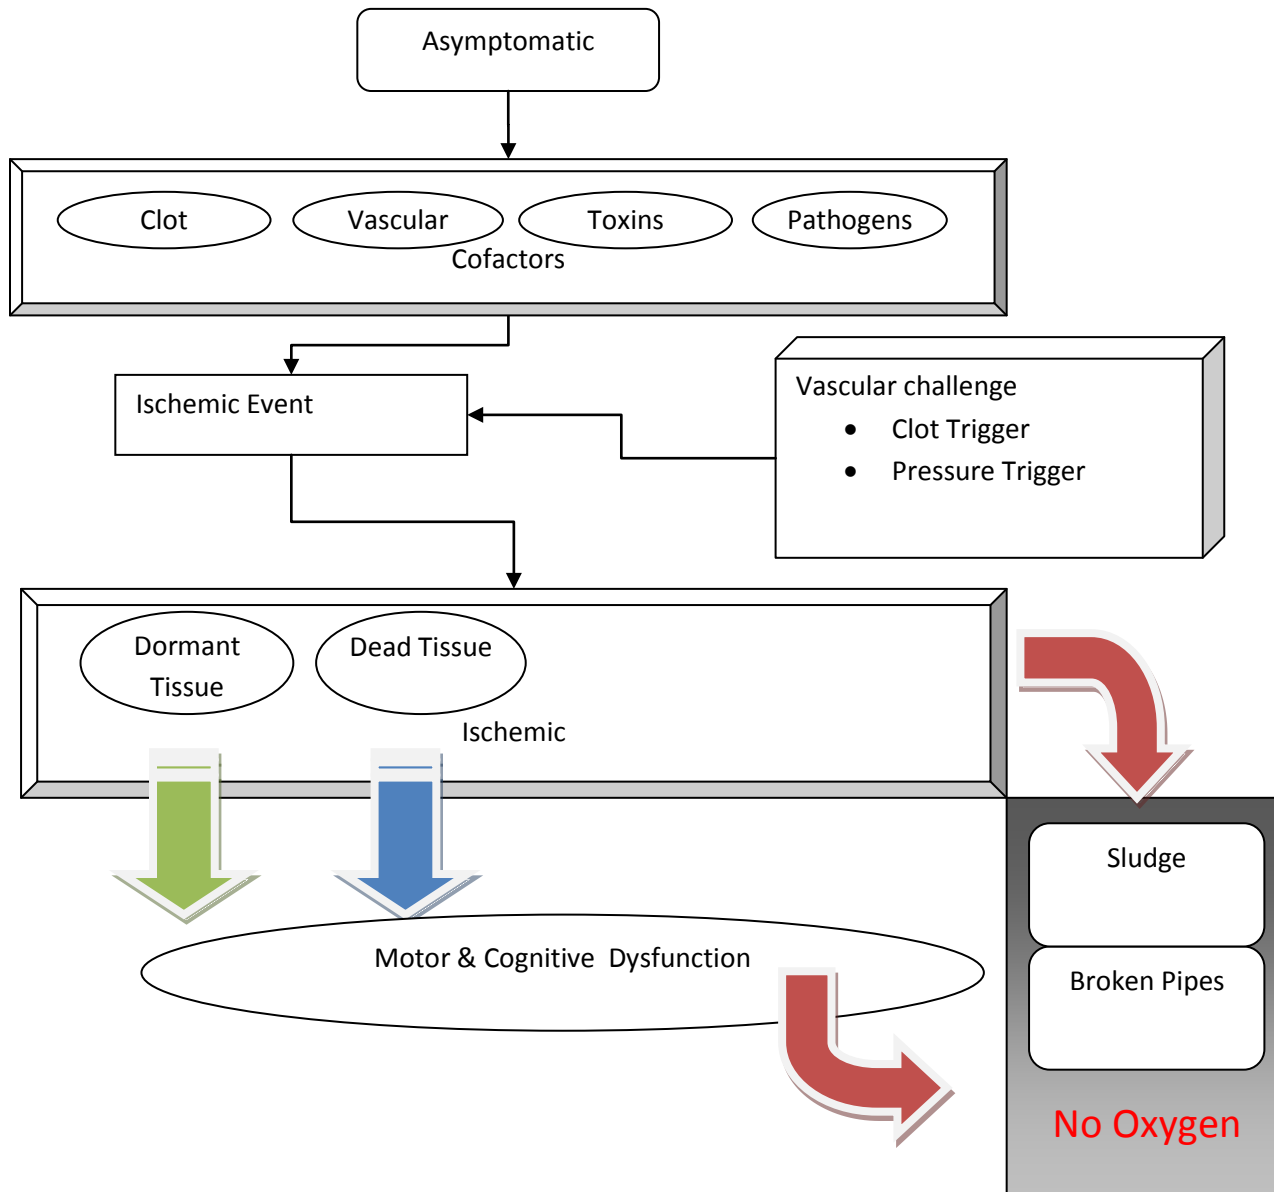 Asymptomatic
Clot
Vascular
Toxins
Pathogens
Cofactors
Ischemic Event
Vascular challenge
• Clot Trigger
• Pressure Trigger
Dormant
Tissue
Dead Tissue
Ischemic
Sludge
Motor & Cognitive  Dysfunction
Broken Pipes
No Oxygen